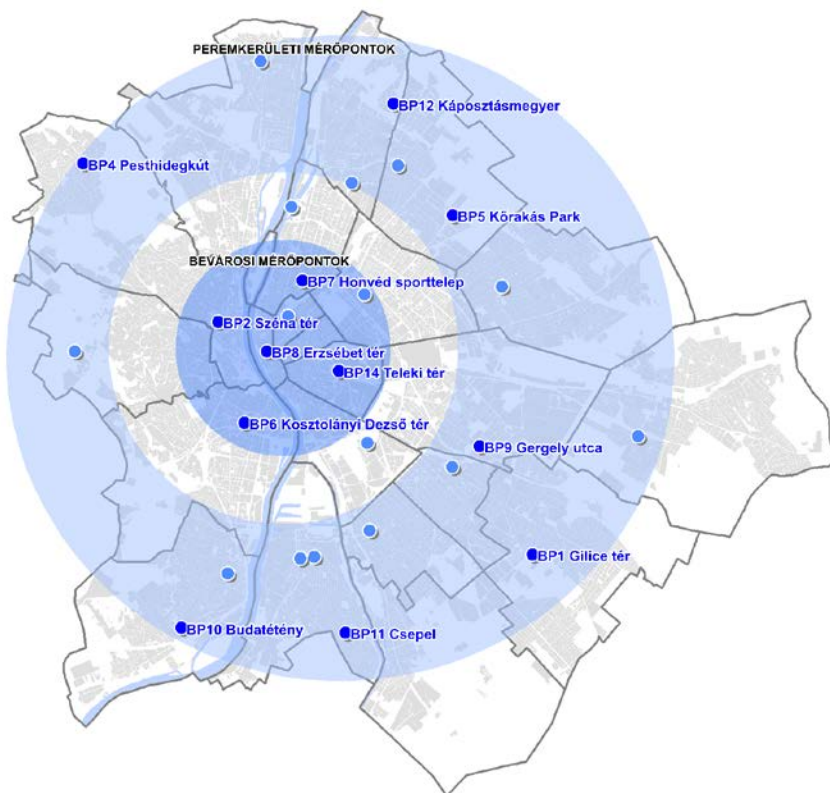 PEREMKERÜLETI MÉRŐPONTOK
BP12 Káposztásmegyer
BP4 Pesthidegkút
BP5 Kőrakás Park
BEVÁROSI MÉRŐPONTOK
BP7 Honvéd sporttelep
BP2 Széna tér
BP8 Erzsébet tér
BP14 Teleki tér
BP6 Kosztolányi Dezső tér
BP9 Gergely utca
BP1 Gilice tér
BP10 Budatétény
BP11 Csepel